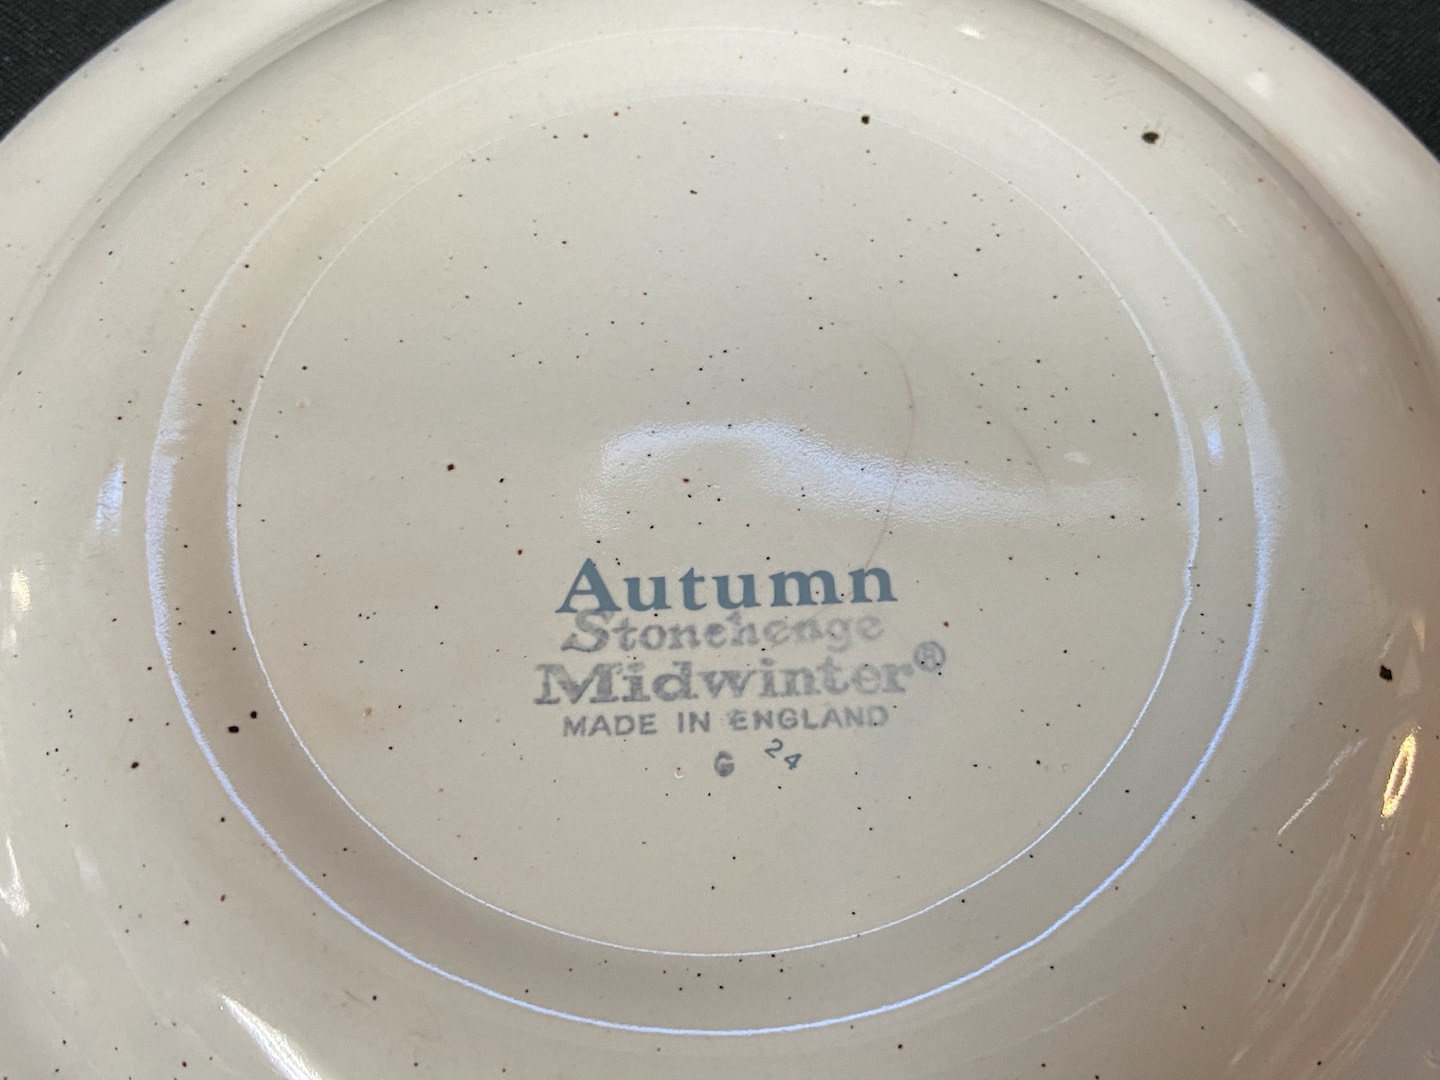 Autumn
Stonehenge
Midwinter®
MADE IN ENGLAND
G 24